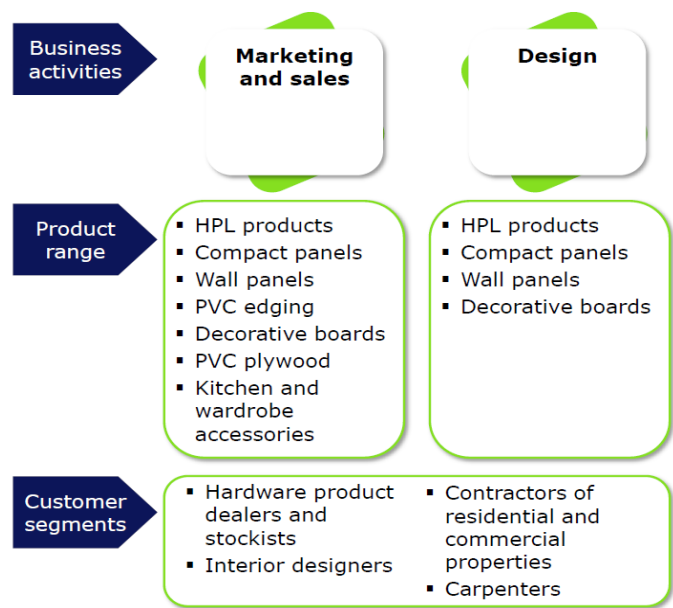 Business
activities
Marketing
and sales
Design
Product
range
▪ HPL products
▪ Compact panels
▪ Wall panels
▪ PVC edging
▪ Decorative boards
▪ PVC plywood
▪ Kitchen and
wardrobe
accessories
▪ HPL products
▪ Compact panels
▪ Wall panels
▪ Decorative boards
Customer
segments
▪ Hardware product
dealers and
stockists
▪ Interior designers
▪ Contractors of
residential and
commercial
properties
▪ Carpenters